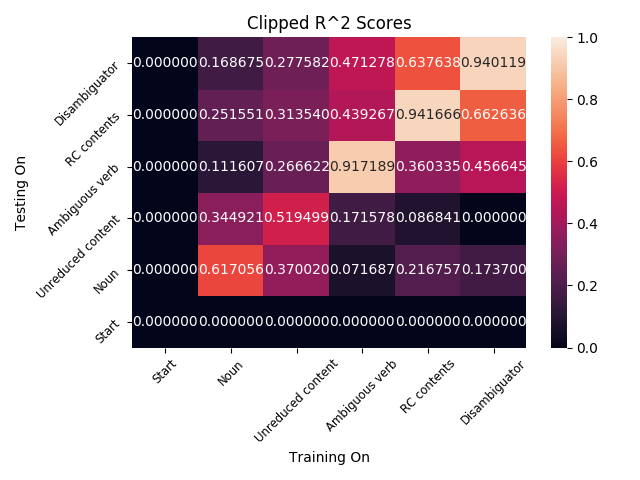 Clipped R^2 Scores
Testing On
Disambiguator 0.000000 0.168675 0.277582 0.471278 0.637638 0.940119
RC contents 0.000000 0.251551 0.313540 0.439267 0.941666 0.662636
Ambiguous verb 0.000000 0.111607 0.266622 0.917189 0.360335 0.456645
Unreduced content 0.000000 0.344921 0.519499 0.171578 0.086841 0.000000
Noun 0.000000 0.617056 0.370020 0.071687 0.216757 0.173700
Start 0.000000 0.000000 0.000000 0.000000 0.000000 0.000000
Start Noun Unreduced content Ambiguous verb RC contents Disambiguator
Training On
1.0
0.8
0.6
0.4
0.2
0.0